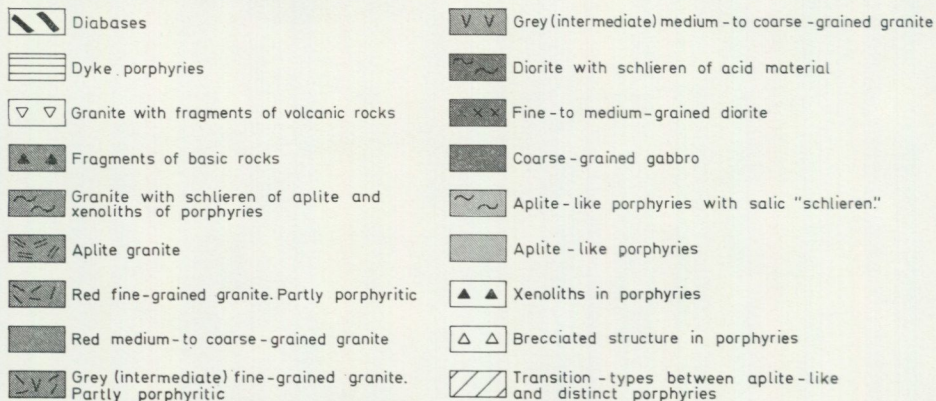 Diabases
Dyke porphyries
Granite with fragments of volcanic rocks
Fragments of basic rocks
Granite with schlieren of aplite and
xenoliths of porphyries
Aplite granite
Red fine-grained granite. Partly porphyritic
Red medium-to coarse-grained granite
Grey (intermediate) fine-grained granite.
Partly porphyritic
Grey (intermediate) medium-to coarse-grained granite
Diorite with schlieren of acid material
Fine-to medium-grained diorite
Coarse-grained gabbro
Aplite-like porphyries with salic "schlieren."
Aplite-like porphyries
Xenoliths in porphyries
Brecciated structure in porphyries
Transition-types between aplite-like
and distinct porphyries